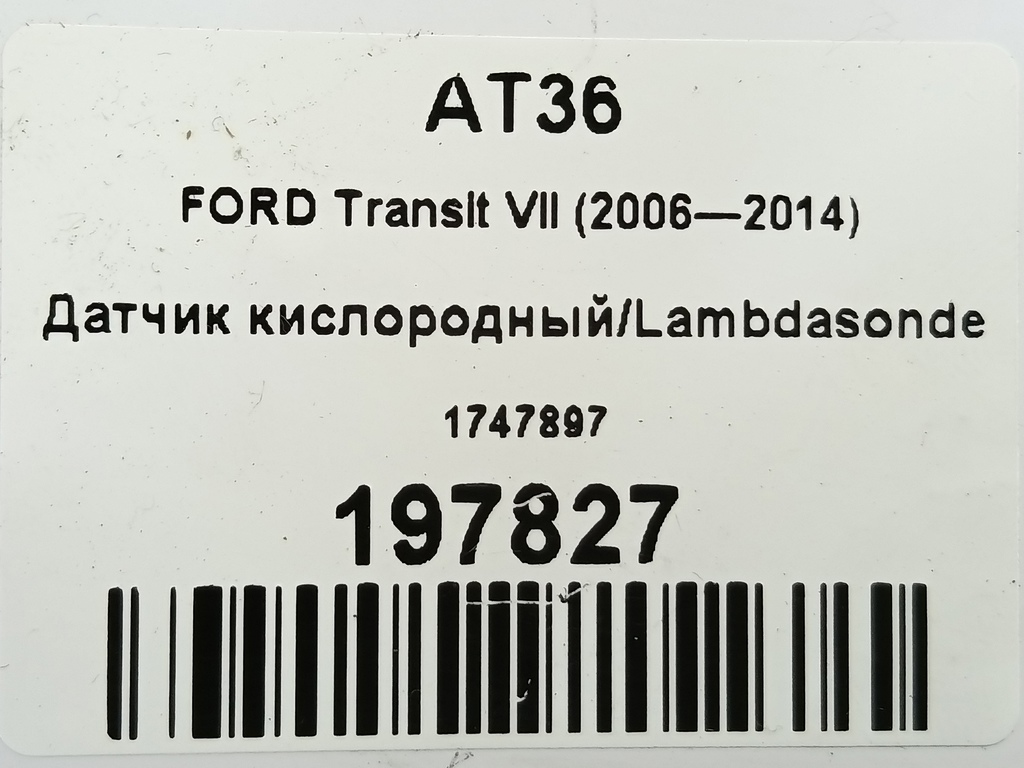 AT36
FORD Transit VII (2006—2014)
Датчик кислородный/Lambdasonde
1747897
197827